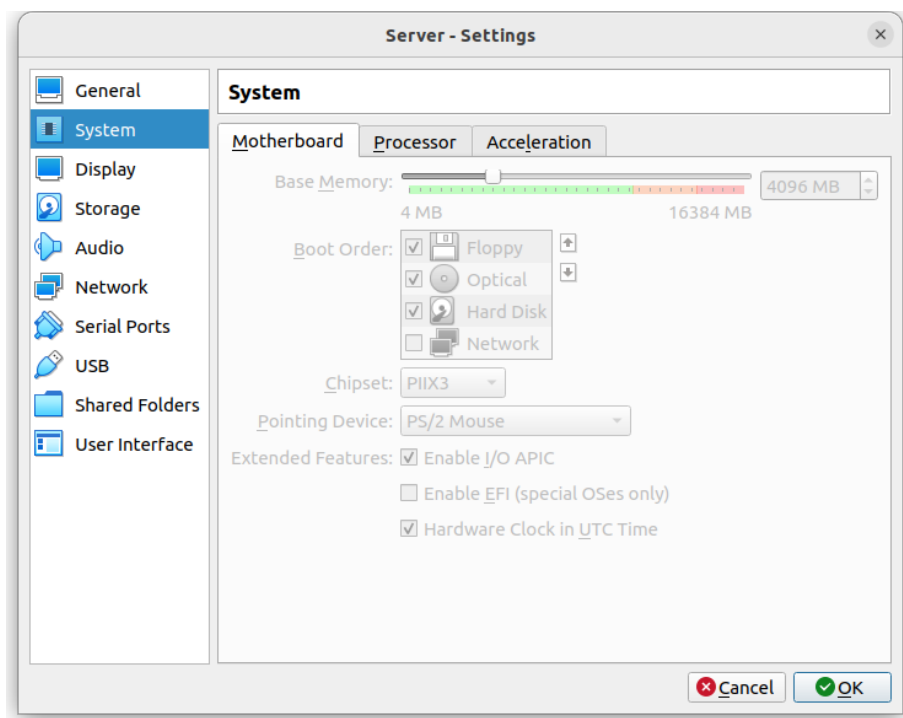 Server - Settings
General
System
Display
Storage
Audio
Network
Serial Ports
USB
Shared Folders
User Interface
System
Motherboard Processor Acceleration
Base Memory: 4096 MB
4 MB 16384 MB
Boot Order: Floppy
Optical
Hard Disk
Network
Chipset: PIIX3
Pointing Device: PS/2 Mouse
Extended Features: Enable I/O APIC
Enable EFI (special OSes only)
Hardware Clock in UTC Time
Cancel OK